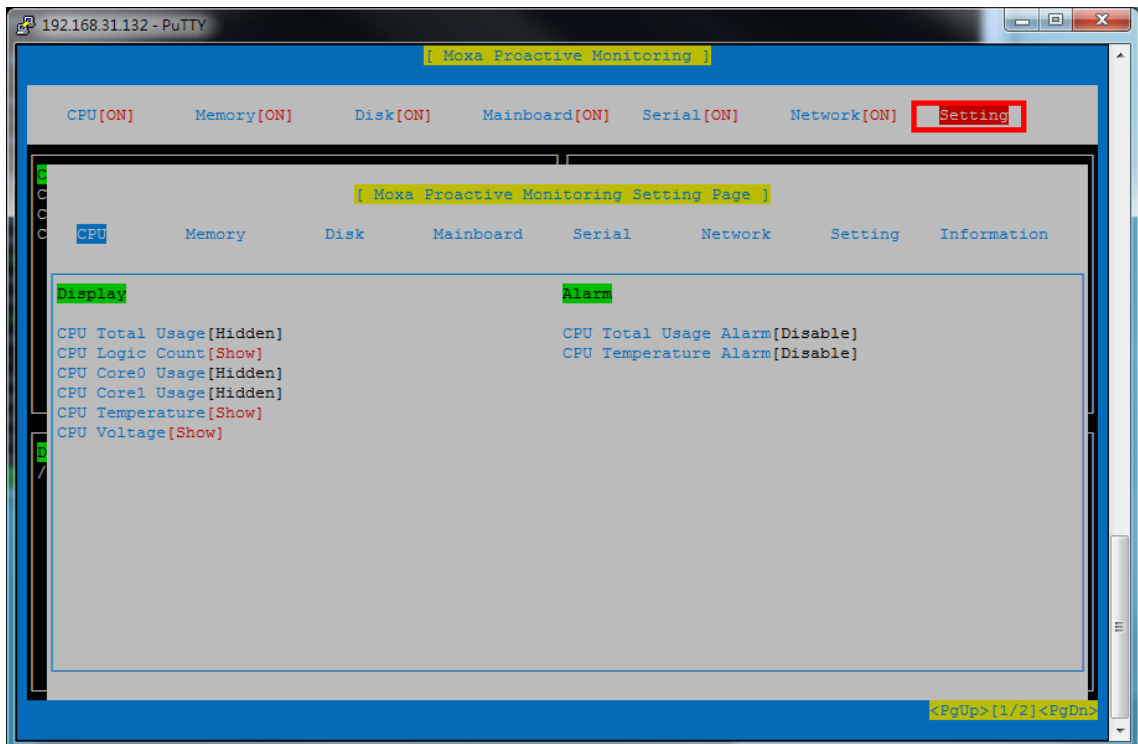 192.168.31.132 - PuTTY
[ Moxa Proactive Monitoring ]
CPU[ON] Memory[ON] Disk[ON] Mainboard[ON] Serial[ON] Network[ON] Setting
[ Moxa Proactive Monitoring Setting Page ]
CPU Memory Disk Mainboard Serial Network Setting Information
Display
CPU Total Usage[Hidden]
CPU Logic Count[Show]
CPU Core0 Usage[Hidden]
CPU Core1 Usage[Hidden]
CPU Temperature[Show]
CPU Voltage[Show]
Alarm
CPU Total Usage Alarm[Disable]
CPU Temperature Alarm[Disable]
C
C
C
C
D
/
<PgUp>[1/2]<PgDn>